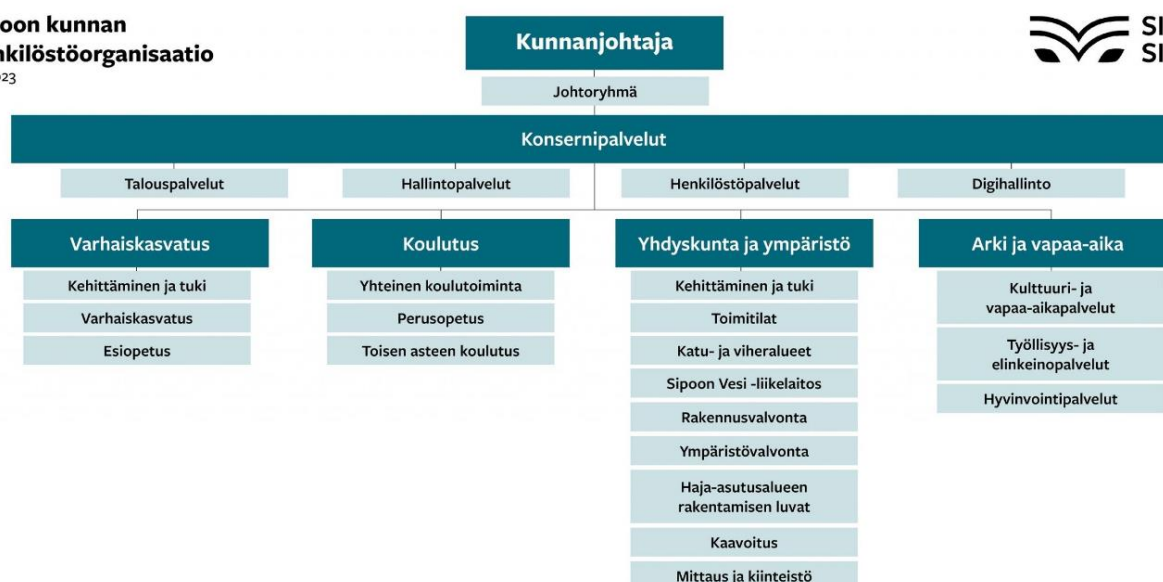 oon kunnan
nkilöstöorganisaatio
023
Kunnanjohtaja
SI
SI
Johtoryhmä
Konsernipalvelut
Talouspalvelut
Hallintopalvelut
Henkilöstöpalvelut
Digihallinto
Varhaiskasvatus
Kehittäminen ja tuki
Varhaiskasvatus
Esiopetus
Koulutus
Yhteinen koulutoiminta
Perusopetus
Toisen asteen koulutus
Yhdyskunta ja ympäristö
Kehittäminen ja tuki
Toimitilat
Katu- ja viheralueet
Sipoon Vesi -liikelaitos
Rakennusvalvonta
Ympäristövalvonta
Haja-asutusalueen
rakentamisen luvat
Kaavoitus
Mittaus ja kiinteistö
Arki ja vapaa-aika
Kulttuuri- ja
vapaa-aikapalvelut
Työllisyys- ja
elinkeinopalvelut
Hyvinvointipalvelut